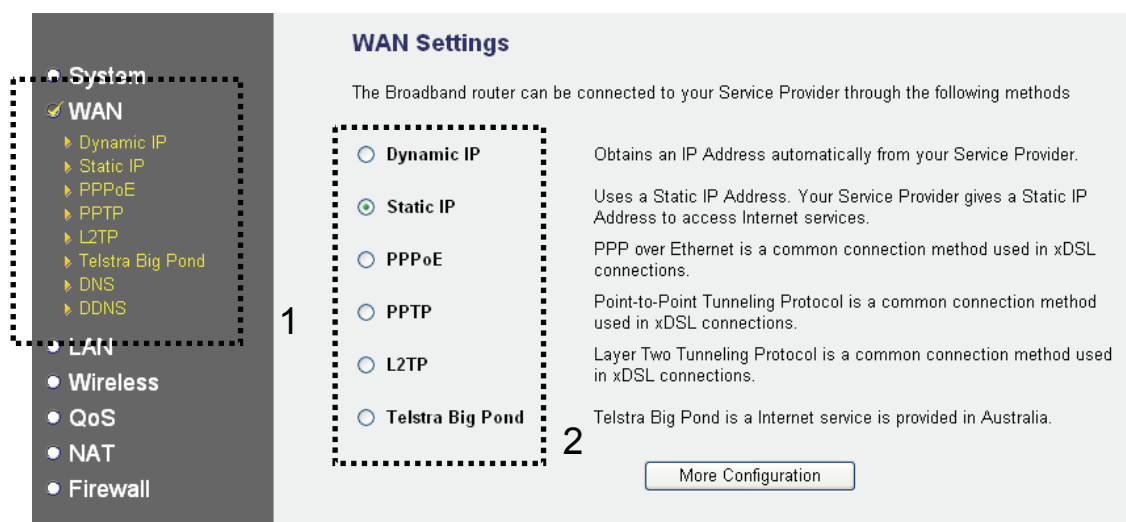 System
WAN
Dynamic IP
Static IP
PPPoE
PPTP
L2TP
Telstra Big Pond
DNS
DDNS
LAN
Wireless
QoS
NAT
Firewall
1
WAN Settings
The Broadband router can be connected to your Service Provider through the following methods
Dynamic IP
Obtains an IP Address automatically from your Service Provider.
Static IP
Uses a Static IP Address. Your Service Provider gives a Static IP
Address to access Internet services.
PPPoE
PPP over Ethernet is a common connection method used in xDSL
connections.
PPTP
Point-to-Point Tunneling Protocol is a common connection method
used in xDSL connections.
L2TP
Layer Two Tunneling Protocol is a common connection method used
in xDSL connections.
Telstra Big Pond
Telstra Big Pond is a Internet service is provided in Australia.
2
More Configuration